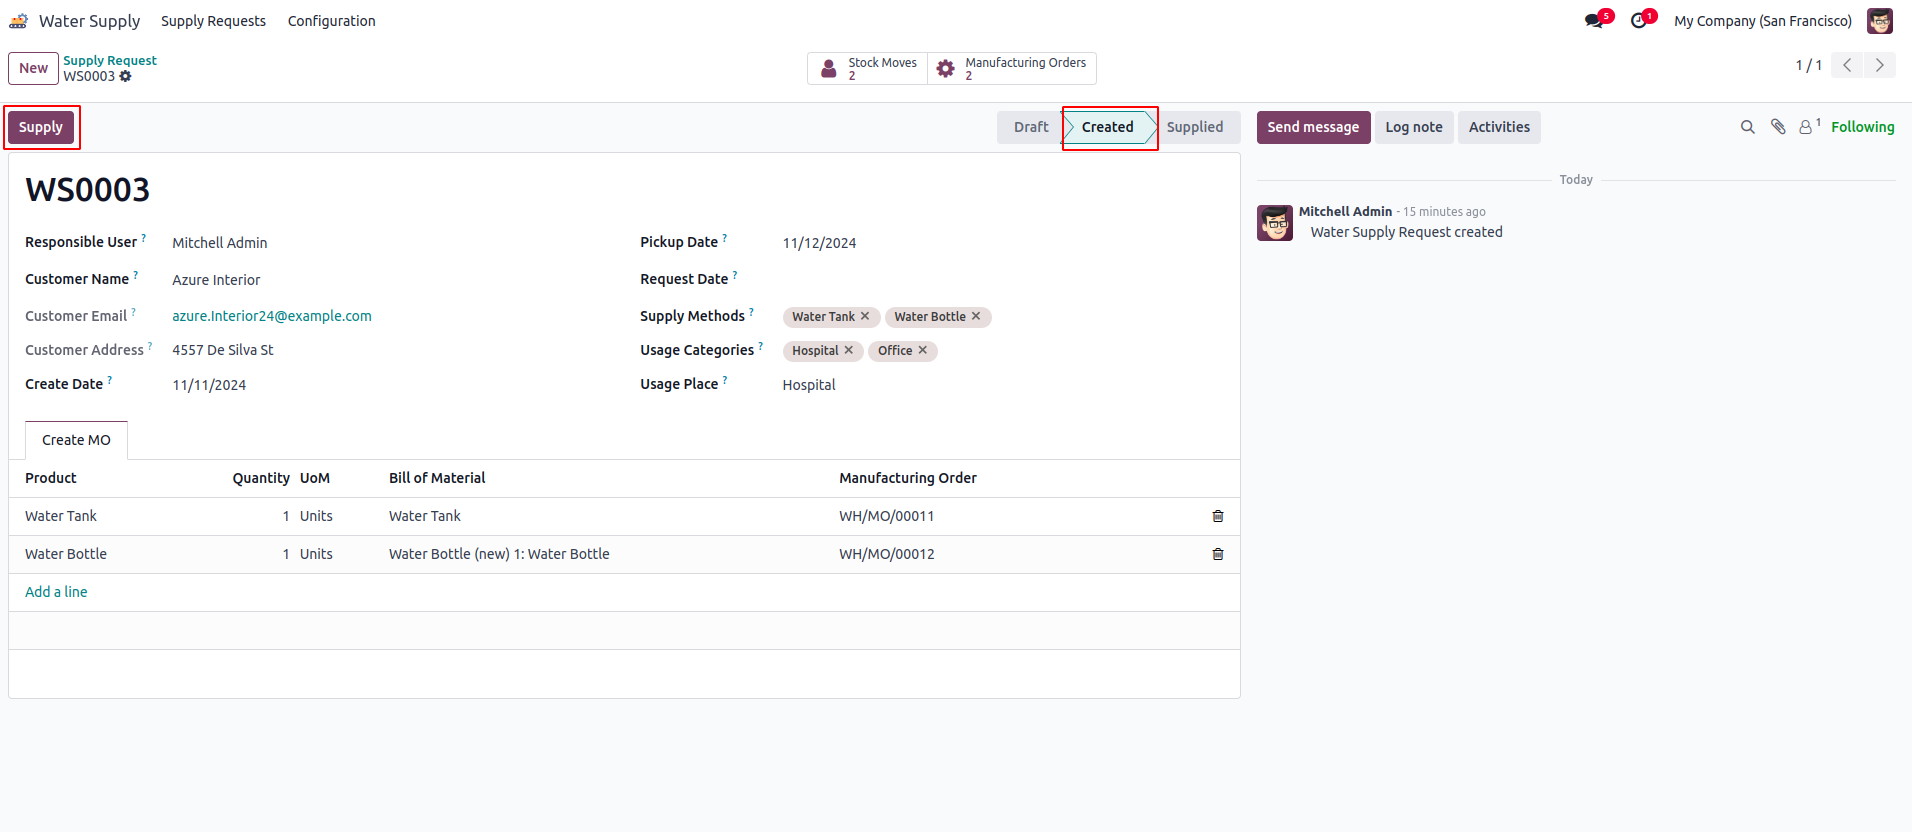 Water Supply Supply Requests Configuration 5 1 My Company (San Francisco)
New Supply Request Stock Moves Manufacturing Orders 1 / 1
WS0003 2 2
Supply Draft Created Supplied Send message Log note Activities 1 Following
WS0003
Today
Mitchell Admin - 15 minutes ago
Water Supply Request created
Responsible User ? Mitchell Admin
Customer Name ? Azure Interior
Customer Email ? azure.Interior24@example.com
Customer Address ? 4557 De Silva St
Create Date ? 11/11/2024
Pickup Date ? 11/12/2024
Request Date ?
Supply Methods ? Water Tank ✕ Water Bottle ✕
Usage Categories ? Hospital ✕ Office ✕
Usage Place ? Hospital
Create MO
Product Quantity UoM Bill of Material Manufacturing Order
Water Tank 1 Units Water Tank WH/MO/00011
Water Bottle 1 Units Water Bottle (new) 1: Water Bottle WH/MO/00012
Add a line